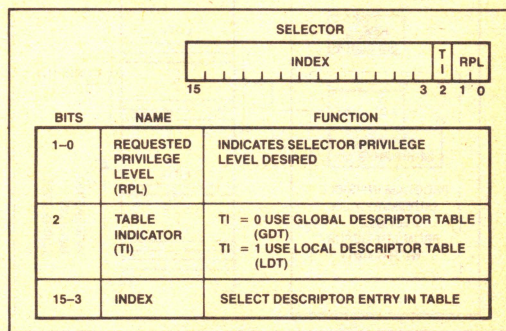 SELECTOR
INDEX TI RPL
15 3 2 1 0
BITS NAME FUNCTION
1–0 REQUESTED PRIVILEGE LEVEL (RPL) INDICATES SELECTOR PRIVILEGE LEVEL DESIRED
2 TABLE INDICATOR (TI) TI = 0 USE GLOBAL DESCRIPTOR TABLE (GDT)
TI = 1 USE LOCAL DESCRIPTOR TABLE (LDT)
15–3 INDEX SELECT DESCRIPTOR ENTRY IN TABLE